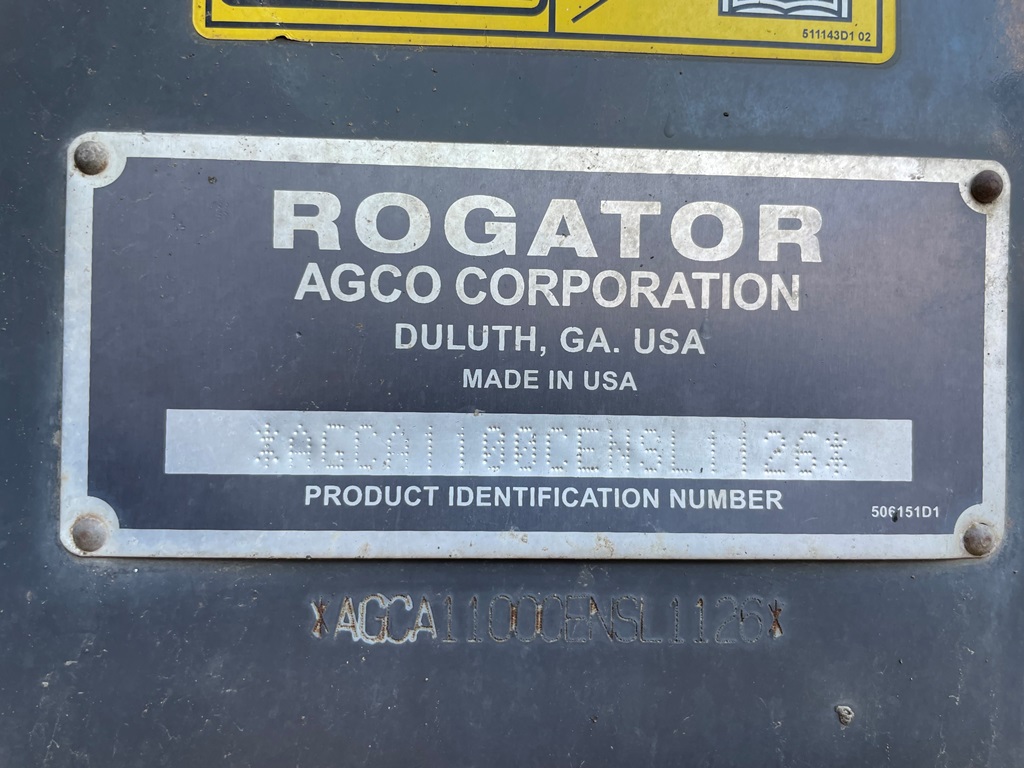 511143D1 02
ROGATOR
AGCO CORPORATION
DULUTH, GA. USA
MADE IN USA
*AGCA1100CENSL1126*
PRODUCT IDENTIFICATION NUMBER
506151D1
*AGCA1100CENSL1126*